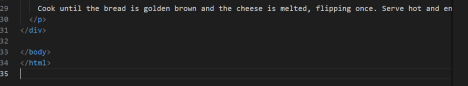 29 Cook until the bread is golden brown and the cheese is melted, flipping once. Serve hot and en
30 </p>
31 </div>
32
33 </body>
34 </html>
35